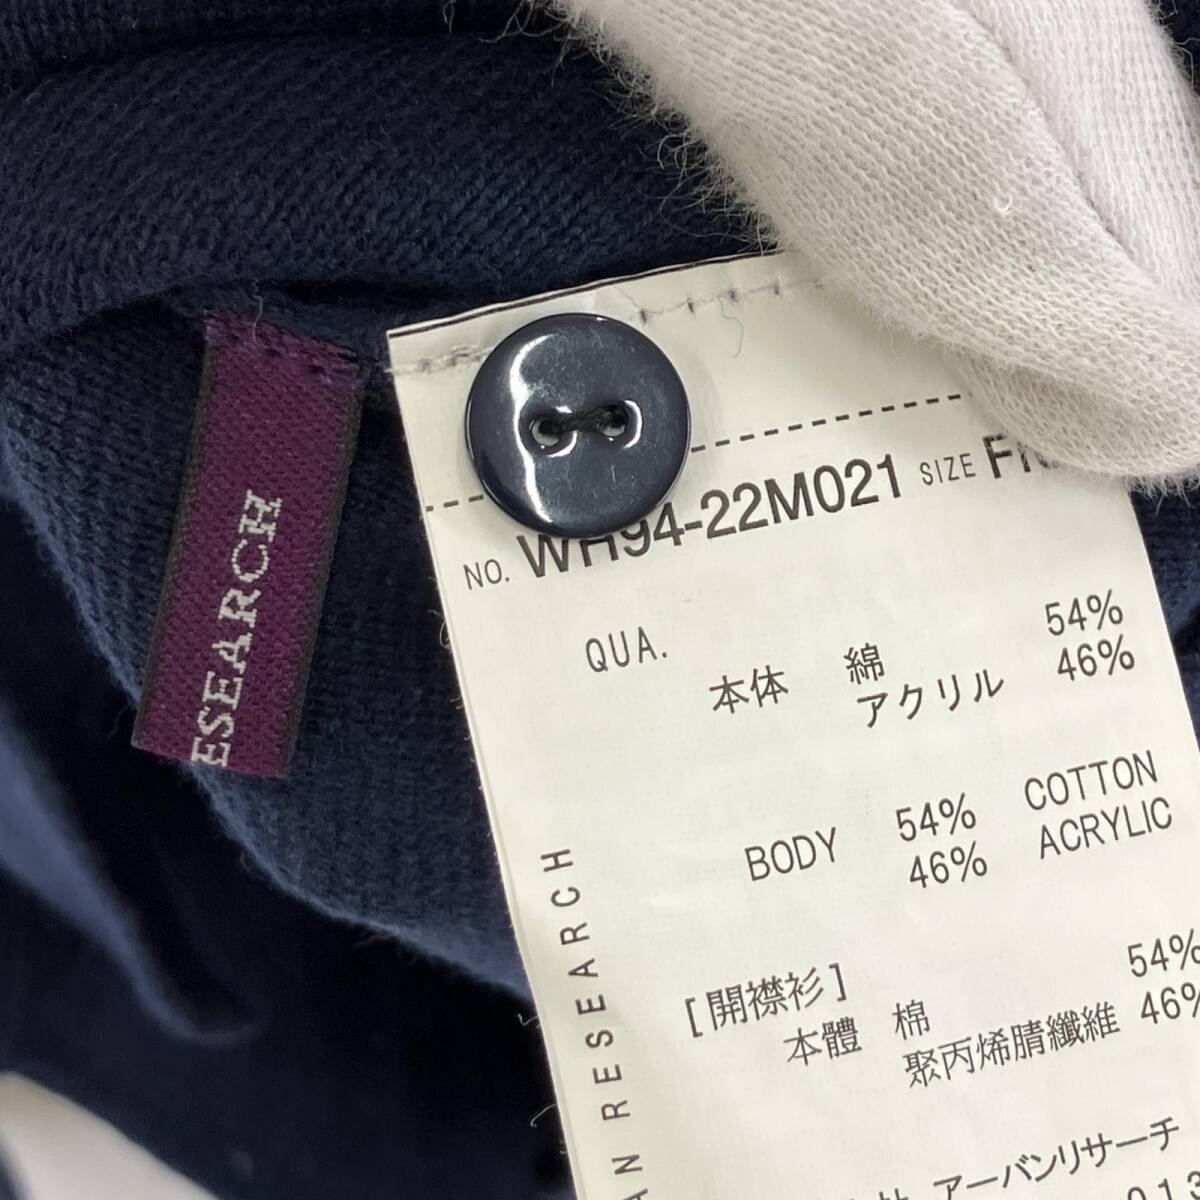 ESEARCH
NO. WH94-22M021 SIZE
QUA.
本体 綿 54%
アクリル 46%
BODY 54% COTTON
46% ACRYLIC
[開襟衫]
本體 棉 54%
聚丙烯腈纖維 46%
AN RESEARCH
アーバンリサーチ